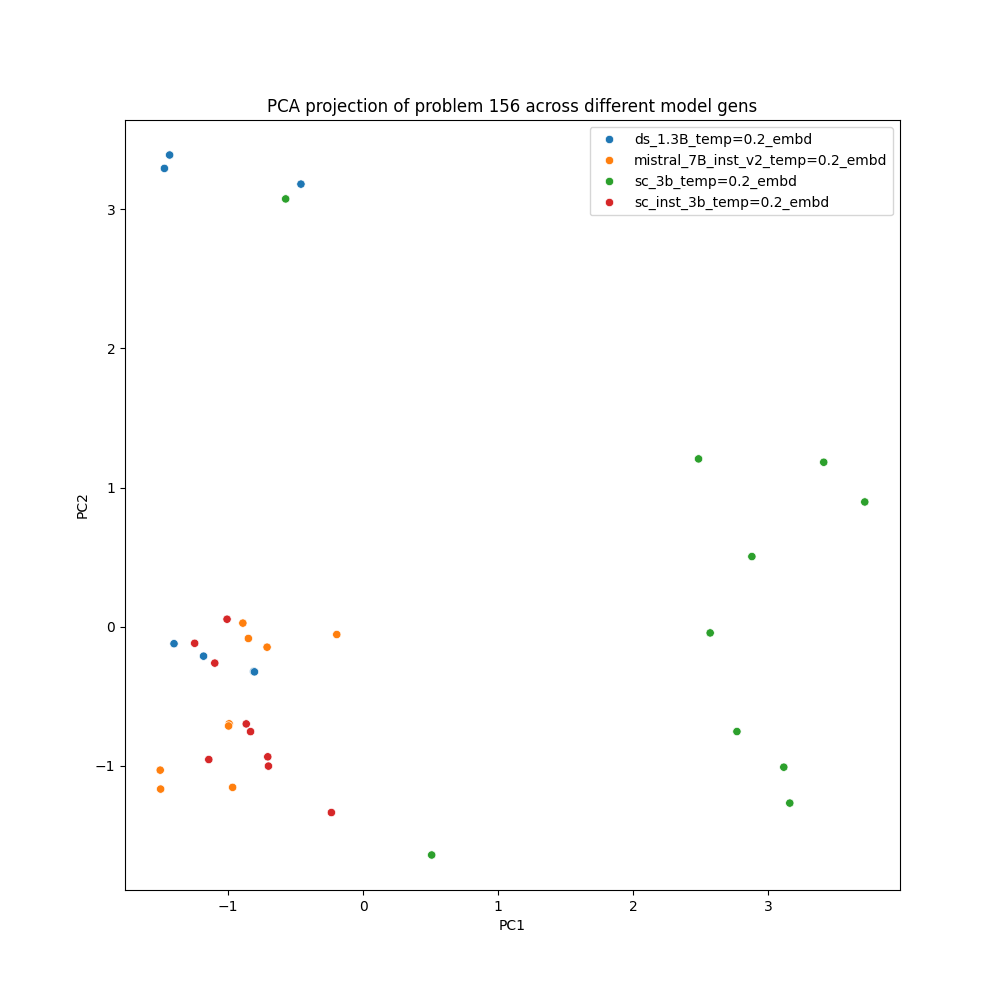 PCA projection of problem 156 across different model gens
ds_1.3B_temp=0.2_embd
mistral_7B_inst_v2_temp=0.2_embd
sc_3b_temp=0.2_embd
sc_inst_3b_temp=0.2_embd
3
2
1
0
−1
PC2
−1 0 1 2 3
PC1